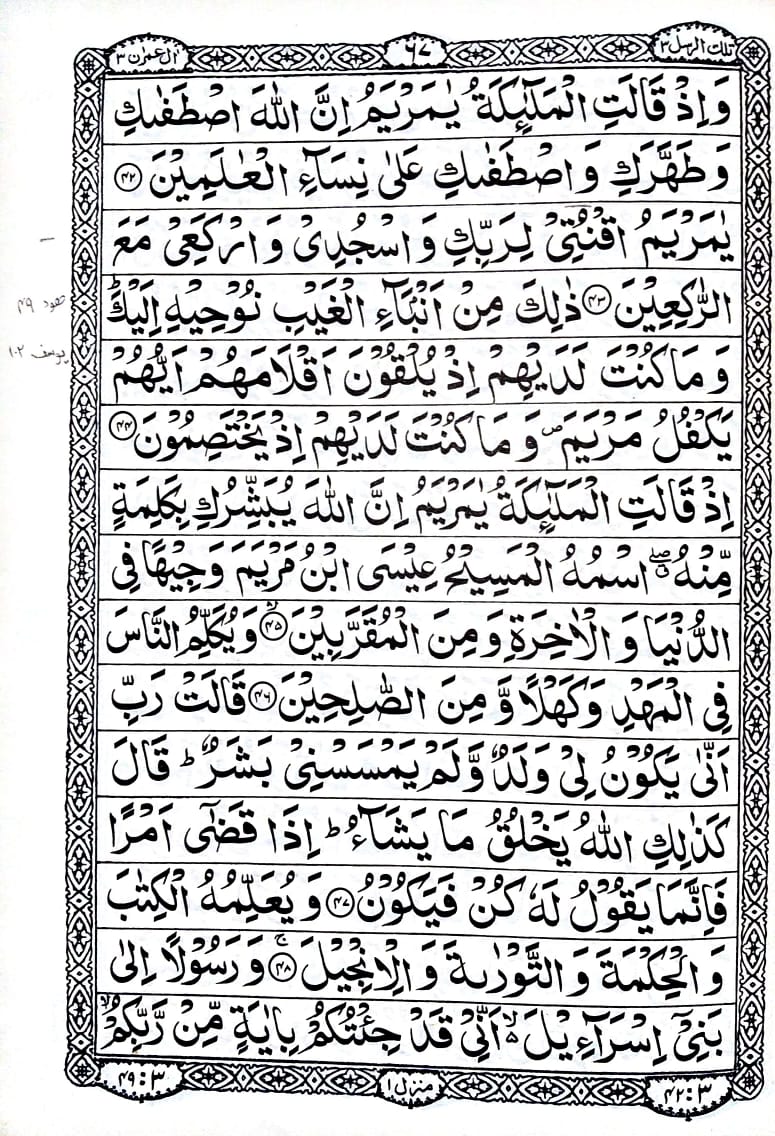 تلك الرسل ٣
٦٧
اٰل عمرٰن ٣
وَاِذْ قَالَتِ الْمَلٰٓئِكَةُ يٰمَرْيَمُ اِنَّ اللّٰهَ اصْطَفٰىكِ
وَطَهَّرَكِ وَاصْطَفٰىكِ عَلٰى نِسَآءِ الْعٰلَمِيْنَ ﴿۴۲﴾
يٰمَرْيَمُ اقْنُتِيْ لِرَبِّكِ وَاسْجُدِىْ وَارْكَعِىْ مَعَ
الرّٰكِعِيْنَ ﴿۴۳﴾ ذٰلِكَ مِنْ اَنْۢبَآءِ الْغَيْبِ نُوْحِيْهِ اِلَيْكَ ؕ
وَمَا كُنْتَ لَدَيْهِمْ اِذْ يُلْقُوْنَ اَقْلَامَهُمْ اَيُّهُمْ
يَكْفُلُ مَرْيَمَ ۪ وَمَا كُنْتَ لَدَيْهِمْ اِذْ يَخْتَصِمُوْنَ ﴿۴۴﴾
اِذْ قَالَتِ الْمَلٰٓئِكَةُ يٰمَرْيَمُ اِنَّ اللّٰهَ يُبَشِّرُكِ بِكَلِمَةٍ
مِّنْهُ ۖۗ اسْمُهُ الْمَسِيْحُ عِيْسَى ابْنُ مَرْيَمَ وَجِيْهًا فِى
الدُّنْيَا وَالْاٰخِرَةِ وَمِنَ الْمُقَرَّبِيْنَ ۙ﴿۴۵﴾ وَيُكَلِّمُ النَّاسَ
فِى الْمَهْدِ وَكَهْلًا وَّمِنَ الصّٰلِحِيْنَ ﴿۴۶﴾ قَالَتْ رَبِّ
اَنّٰى يَكُوْنُ لِىْ وَلَدٌ وَّلَمْ يَمْسَسْنِىْ بَشَرٌ ؕ قَالَ
كَذٰلِكِ اللّٰهُ يَخْلُقُ مَا يَشَآءُ ؕ اِذَا قَضٰٓى اَمْرًا
فَاِنَّمَا يَقُوْلُ لَهٗ كُنْ فَيَكُوْنُ ﴿۴۷﴾ وَيُعَلِّمُهُ الْكِتٰبَ
وَالْحِكْمَةَ وَالتَّوْرٰىةَ وَالْاِنْجِيْلَ ۚ﴿۴۸﴾ وَرَسُوْلًا اِلٰى
بَنِىْٓ اِسْرَآءِيْلَ ۙ۬ اَنِّىْ قَدْ جِئْتُكُمْ بِاٰيَةٍ مِّنْ رَّبِّكُمْ ۙ
ھود ۴۹
یوسف ۱۰۲
۳:۴۲
منزل ۱
۳:۴۹